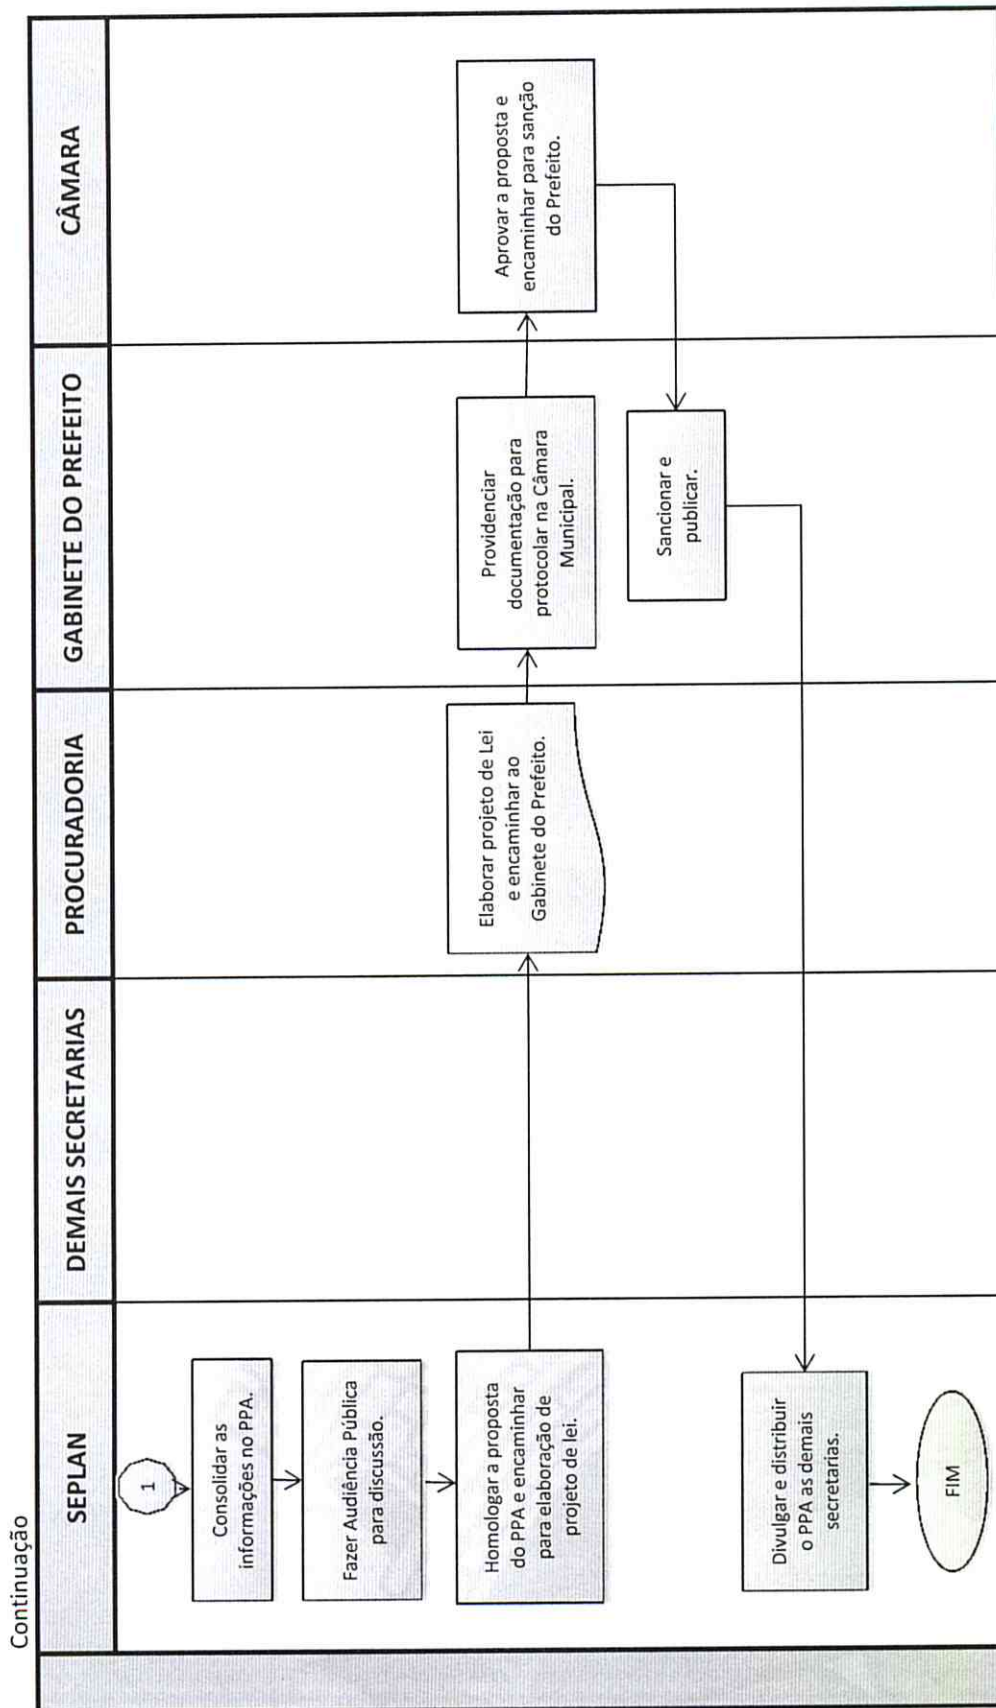 Continuação
SEPLAN
DEMAIS SECRETARIAS
PROCURADORIA
GABINETE DO PREFEITO
CÂMARA
1
Consolidar as
informações no PPA.
Fazer Audiência Pública
para discussão.
Homologar a proposta
do PPA e encaminhar
para elaboração de
projeto de lei.
Elaborar projeto de Lei
e encaminhar ao
Gabinete do Prefeito.
Providenciar
documentação para
protocolar na Câmara
Municipal.
Aprovar a proposta e
encaminhar para sanção
do Prefeito.
Sancionar e
publicar.
Divulgar e distribuir
o PPA as demais
secretarias.
FIM